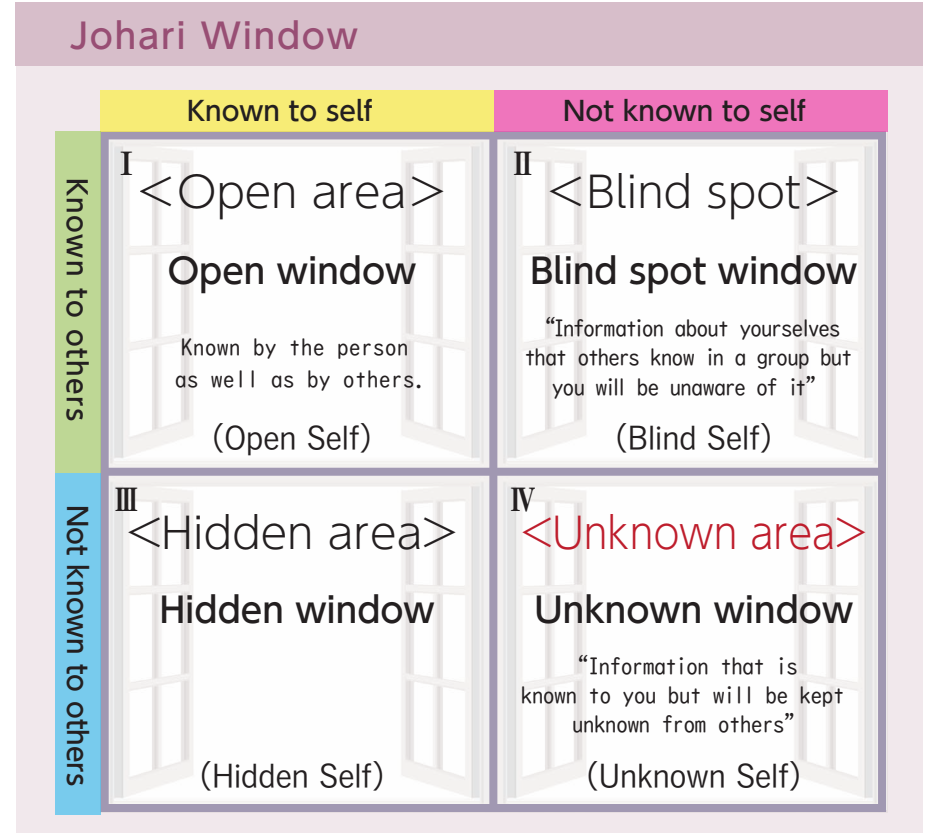 Johari Window
Known to self
Not known to self
Known to others
I
<Open area>
Open window
Known by the person
as well as by others.
(Open Self)
II
<Blind spot>
Blind spot window
“Information about yourselves
that others know in a group but
you will be unaware of it”
(Blind Self)
Not known to others
III
<Hidden area>
Hidden window
(Hidden Self)
IV
<Unknown area>
Unknown window
“Information that is
known to you but will be kept
unknown from others”
(Unknown Self)